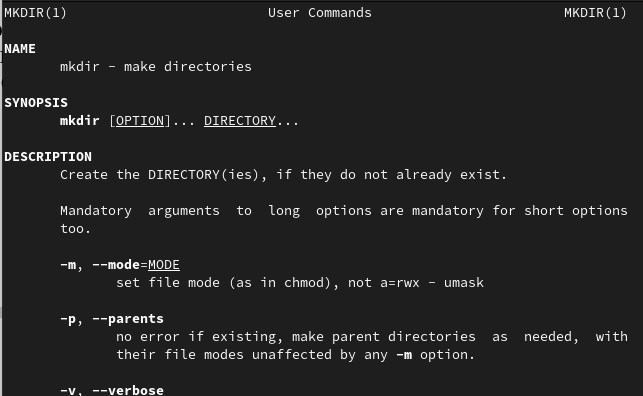 MKDIR(1) User Commands MKDIR(1)
NAME
mkdir - make directories
SYNOPSIS
mkdir [OPTION]... DIRECTORY...
DESCRIPTION
Create the DIRECTORY(ies), if they do not already exist.
Mandatory arguments to long options are mandatory for short options
too.
-m, --mode=MODE
set file mode (as in chmod), not a=rwx - umask
-p, --parents
no error if existing, make parent directories as needed, with
their file modes unaffected by any -m option.
-v, --verbose